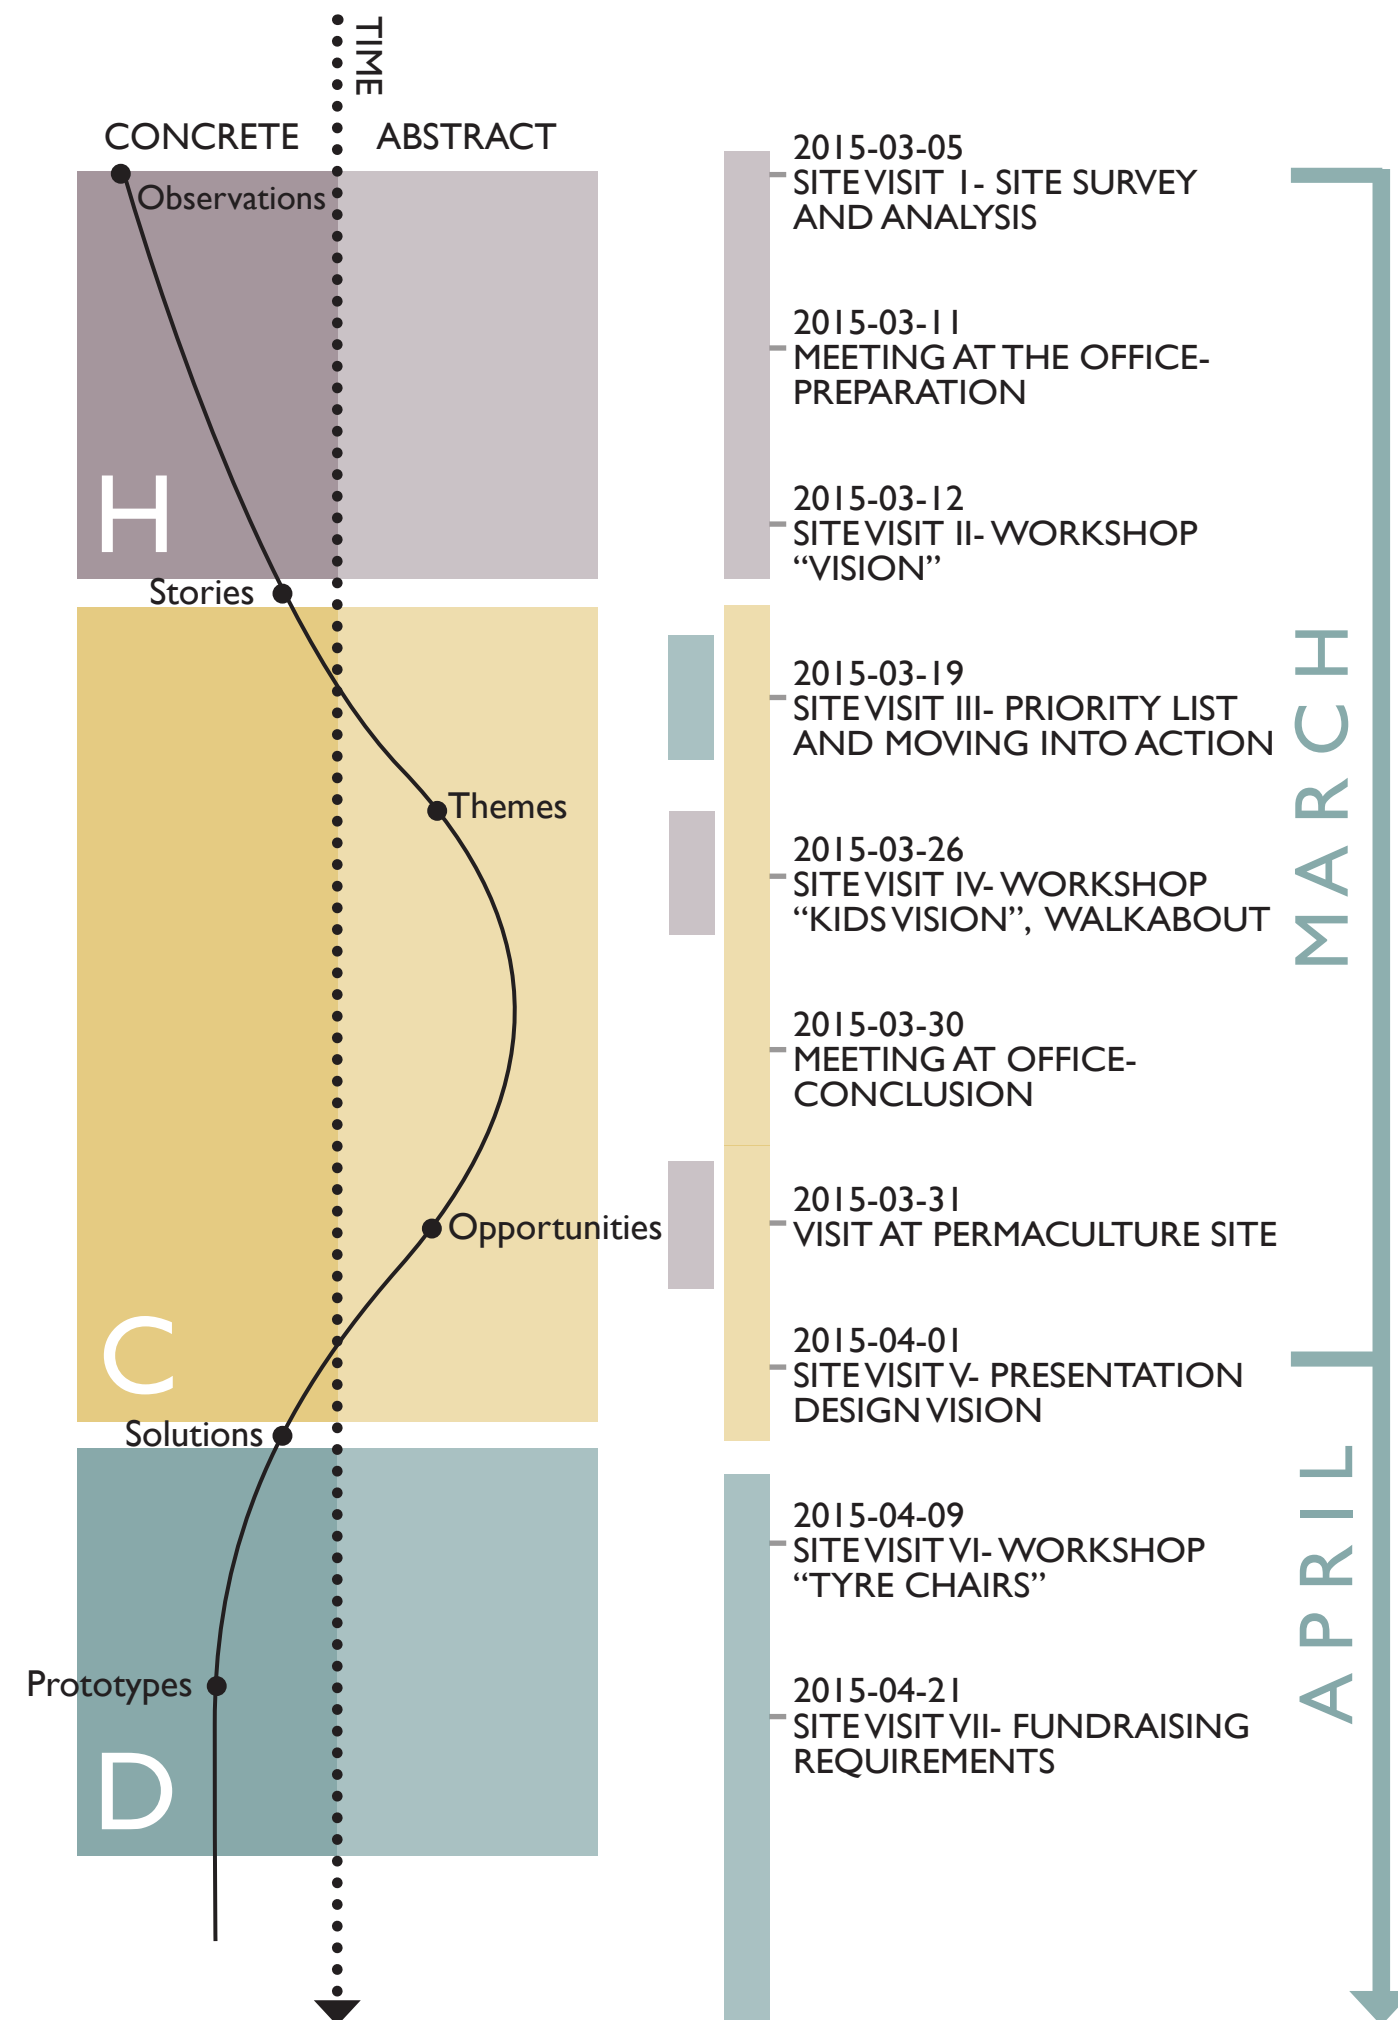 TIME
CONCRETE
ABSTRACT
Observations
H
Stories
Themes
Opportunities
C
Solutions
Prototypes
D
2015-03-05
SITE VISIT I- SITE SURVEY
AND ANALYSIS
2015-03-11
MEETING AT THE OFFICE-
PREPARATION
2015-03-12
SITE VISIT II- WORKSHOP
“VISION”
2015-03-19
SITE VISIT III- PRIORITY LIST
AND MOVING INTO ACTION
2015-03-26
SITE VISIT IV- WORKSHOP
“KIDS VISION”, WALKABOUT
2015-03-30
MEETING AT OFFICE-
CONCLUSION
2015-03-31
VISIT AT PERMACULTURE SITE
2015-04-01
SITE VISIT V- PRESENTATION
DESIGN VISION
2015-04-09
SITE VISIT VI- WORKSHOP
“TYRE CHAIRS”
2015-04-21
SITE VISIT VII- FUNDRAISING
REQUIREMENTS
MARCH
APRIL